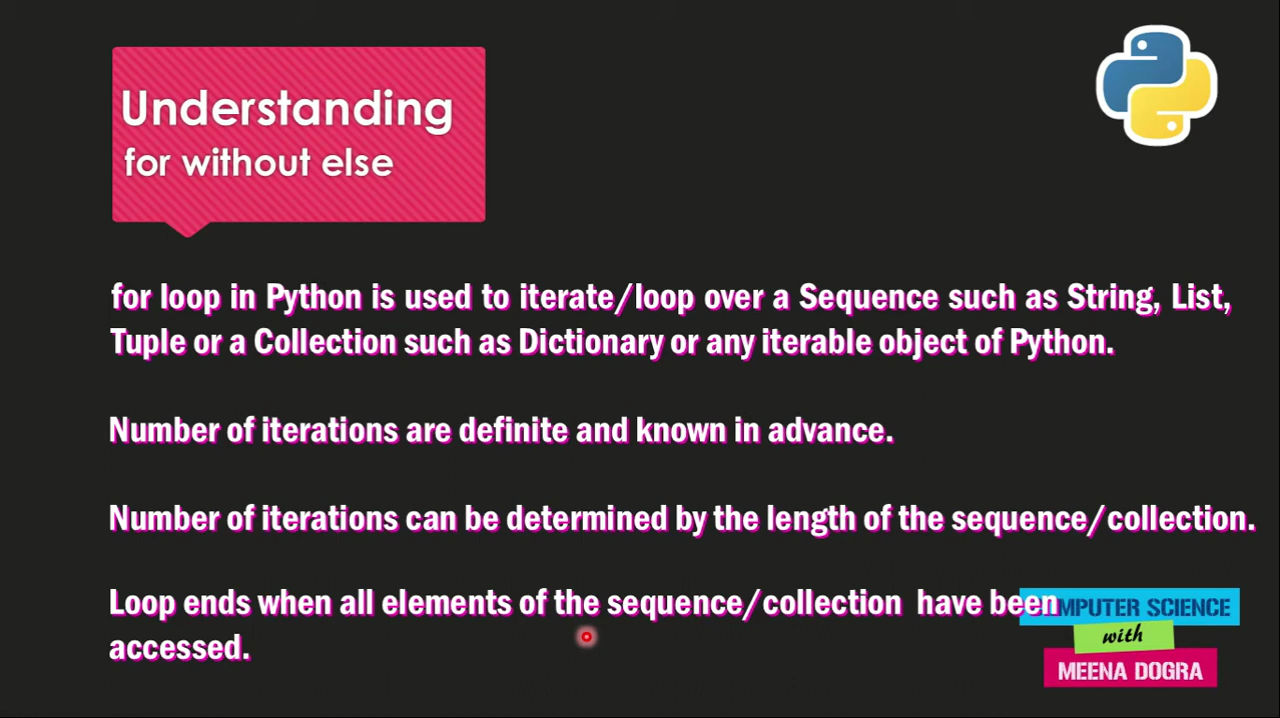 Understanding
for without else
for loop in Python is used to iterate/loop over a Sequence such as String, List,
Tuple or a Collection such as Dictionary or any iterable object of Python.
Number of iterations are definite and known in advance.
Number of iterations can be determined by the length of the sequence/collection.
Loop ends when all elements of the sequence/collection have been
accessed.
MPUTER SCIENCE
with
MEENA DOGRA